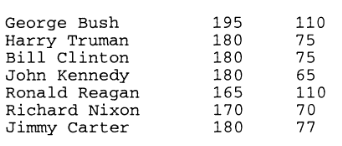 George Bush 195 110
Harry Truman 180 75
Bill Clinton 180 75
John Kennedy 180 65
Ronald Reagan 165 110
Richard Nixon 170 70
Jimmy Carter 180 77